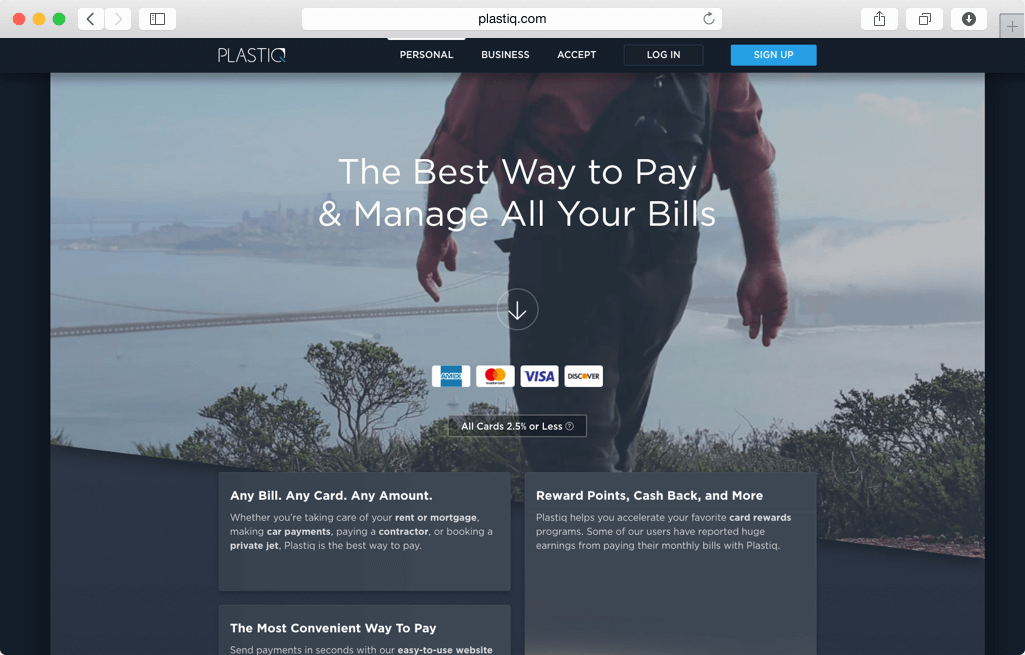 plastiq.com
PLASTIQ
PERSONAL
BUSINESS
ACCEPT
LOG IN
SIGN UP
The Best Way to Pay
& Manage All Your Bills
AMEX
mastercard
VISA
DISCOVER
All Cards 2.5% or Less ?
Any Bill. Any Card. Any Amount.
Whether you're taking care of your rent or mortgage,
making car payments, paying a contractor, or booking a
private jet, Plastiq is the best way to pay.
Reward Points, Cash Back, and More
Plastiq helps you accelerate your favorite card rewards
programs. Some of our users have reported huge
earnings from paying their monthly bills with Plastiq.
The Most Convenient Way To Pay
Send payments in seconds with our easy-to-use website